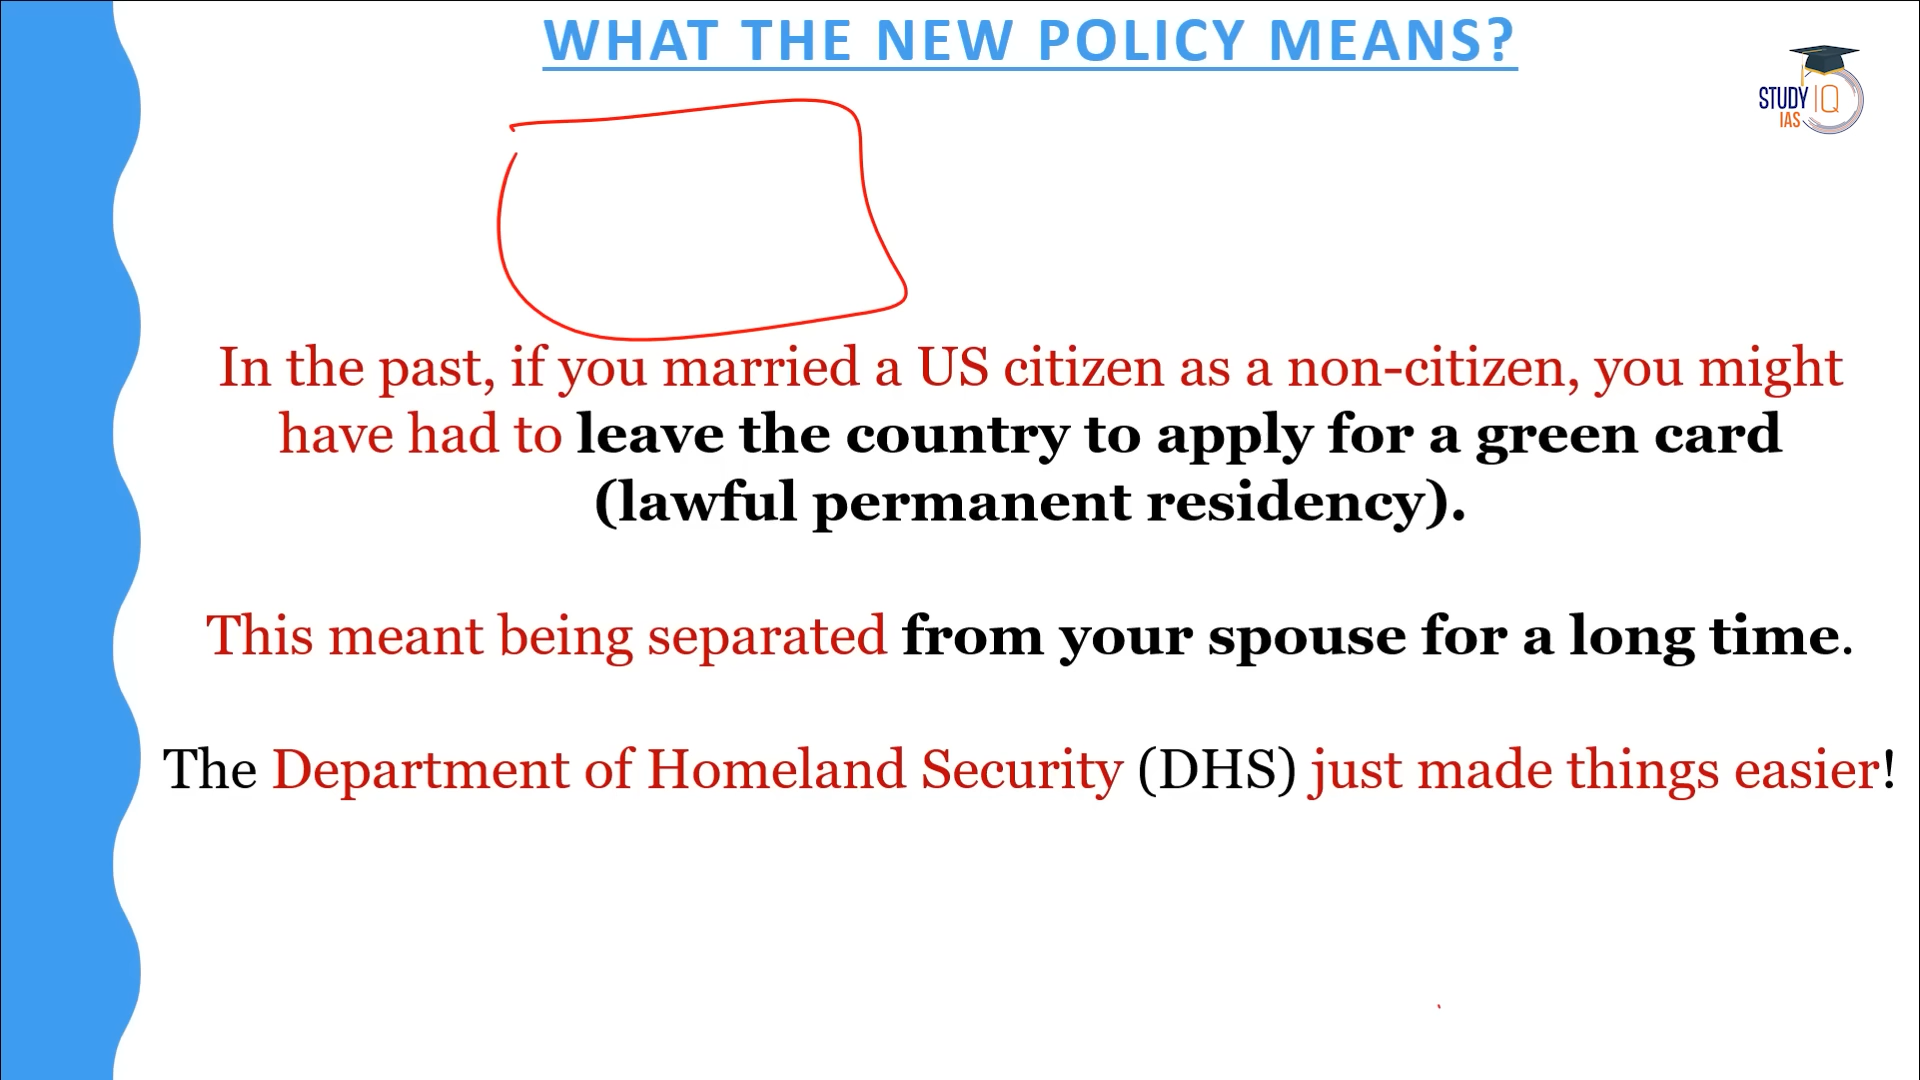 WHAT THE NEW POLICY MEANS?
STUDY IQ
IAS
In the past, if you married a US citizen as a non-citizen, you might
have had to leave the country to apply for a green card
(lawful permanent residency).
This meant being separated from your spouse for a long time.
The Department of Homeland Security (DHS) just made things easier!